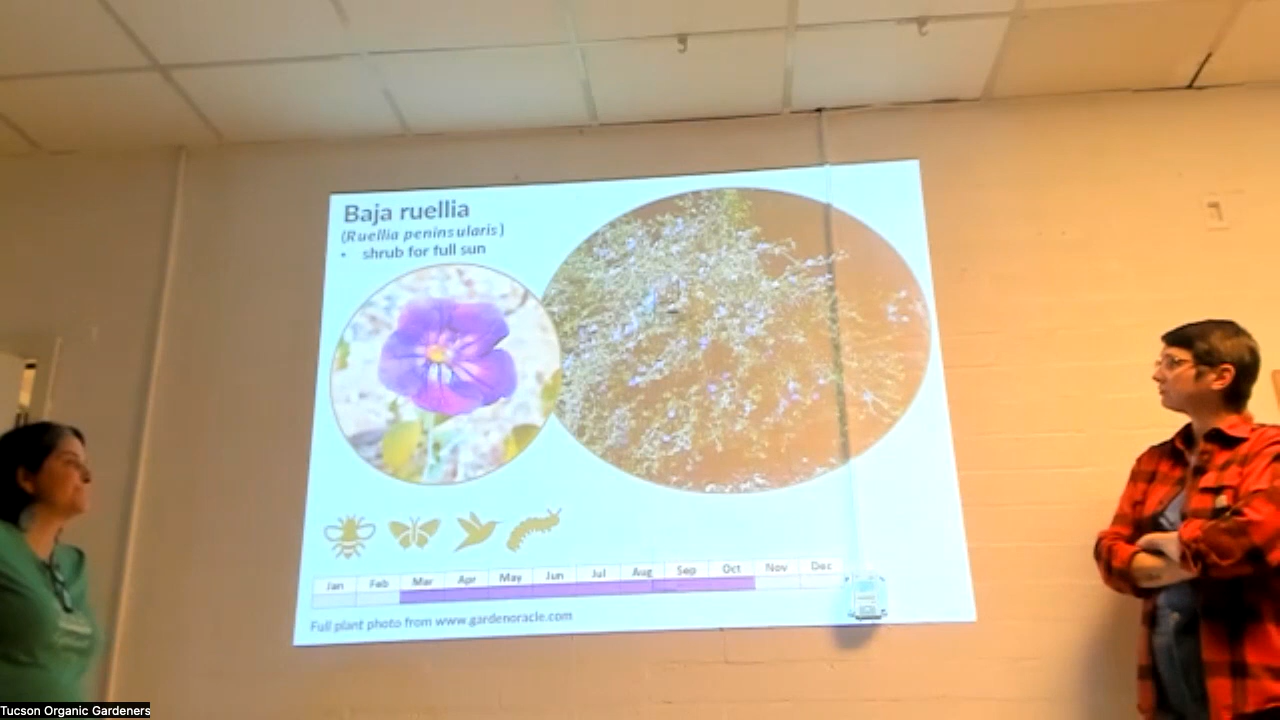 Baja ruellia
(Ruellia peninsularis)
• shrub for full sun
Jan Feb Mar Apr May Jun Jul Aug Sep Oct Nov Dec
Full plant photo from www.gardenoracle.com
Tucson Organic Gardeners